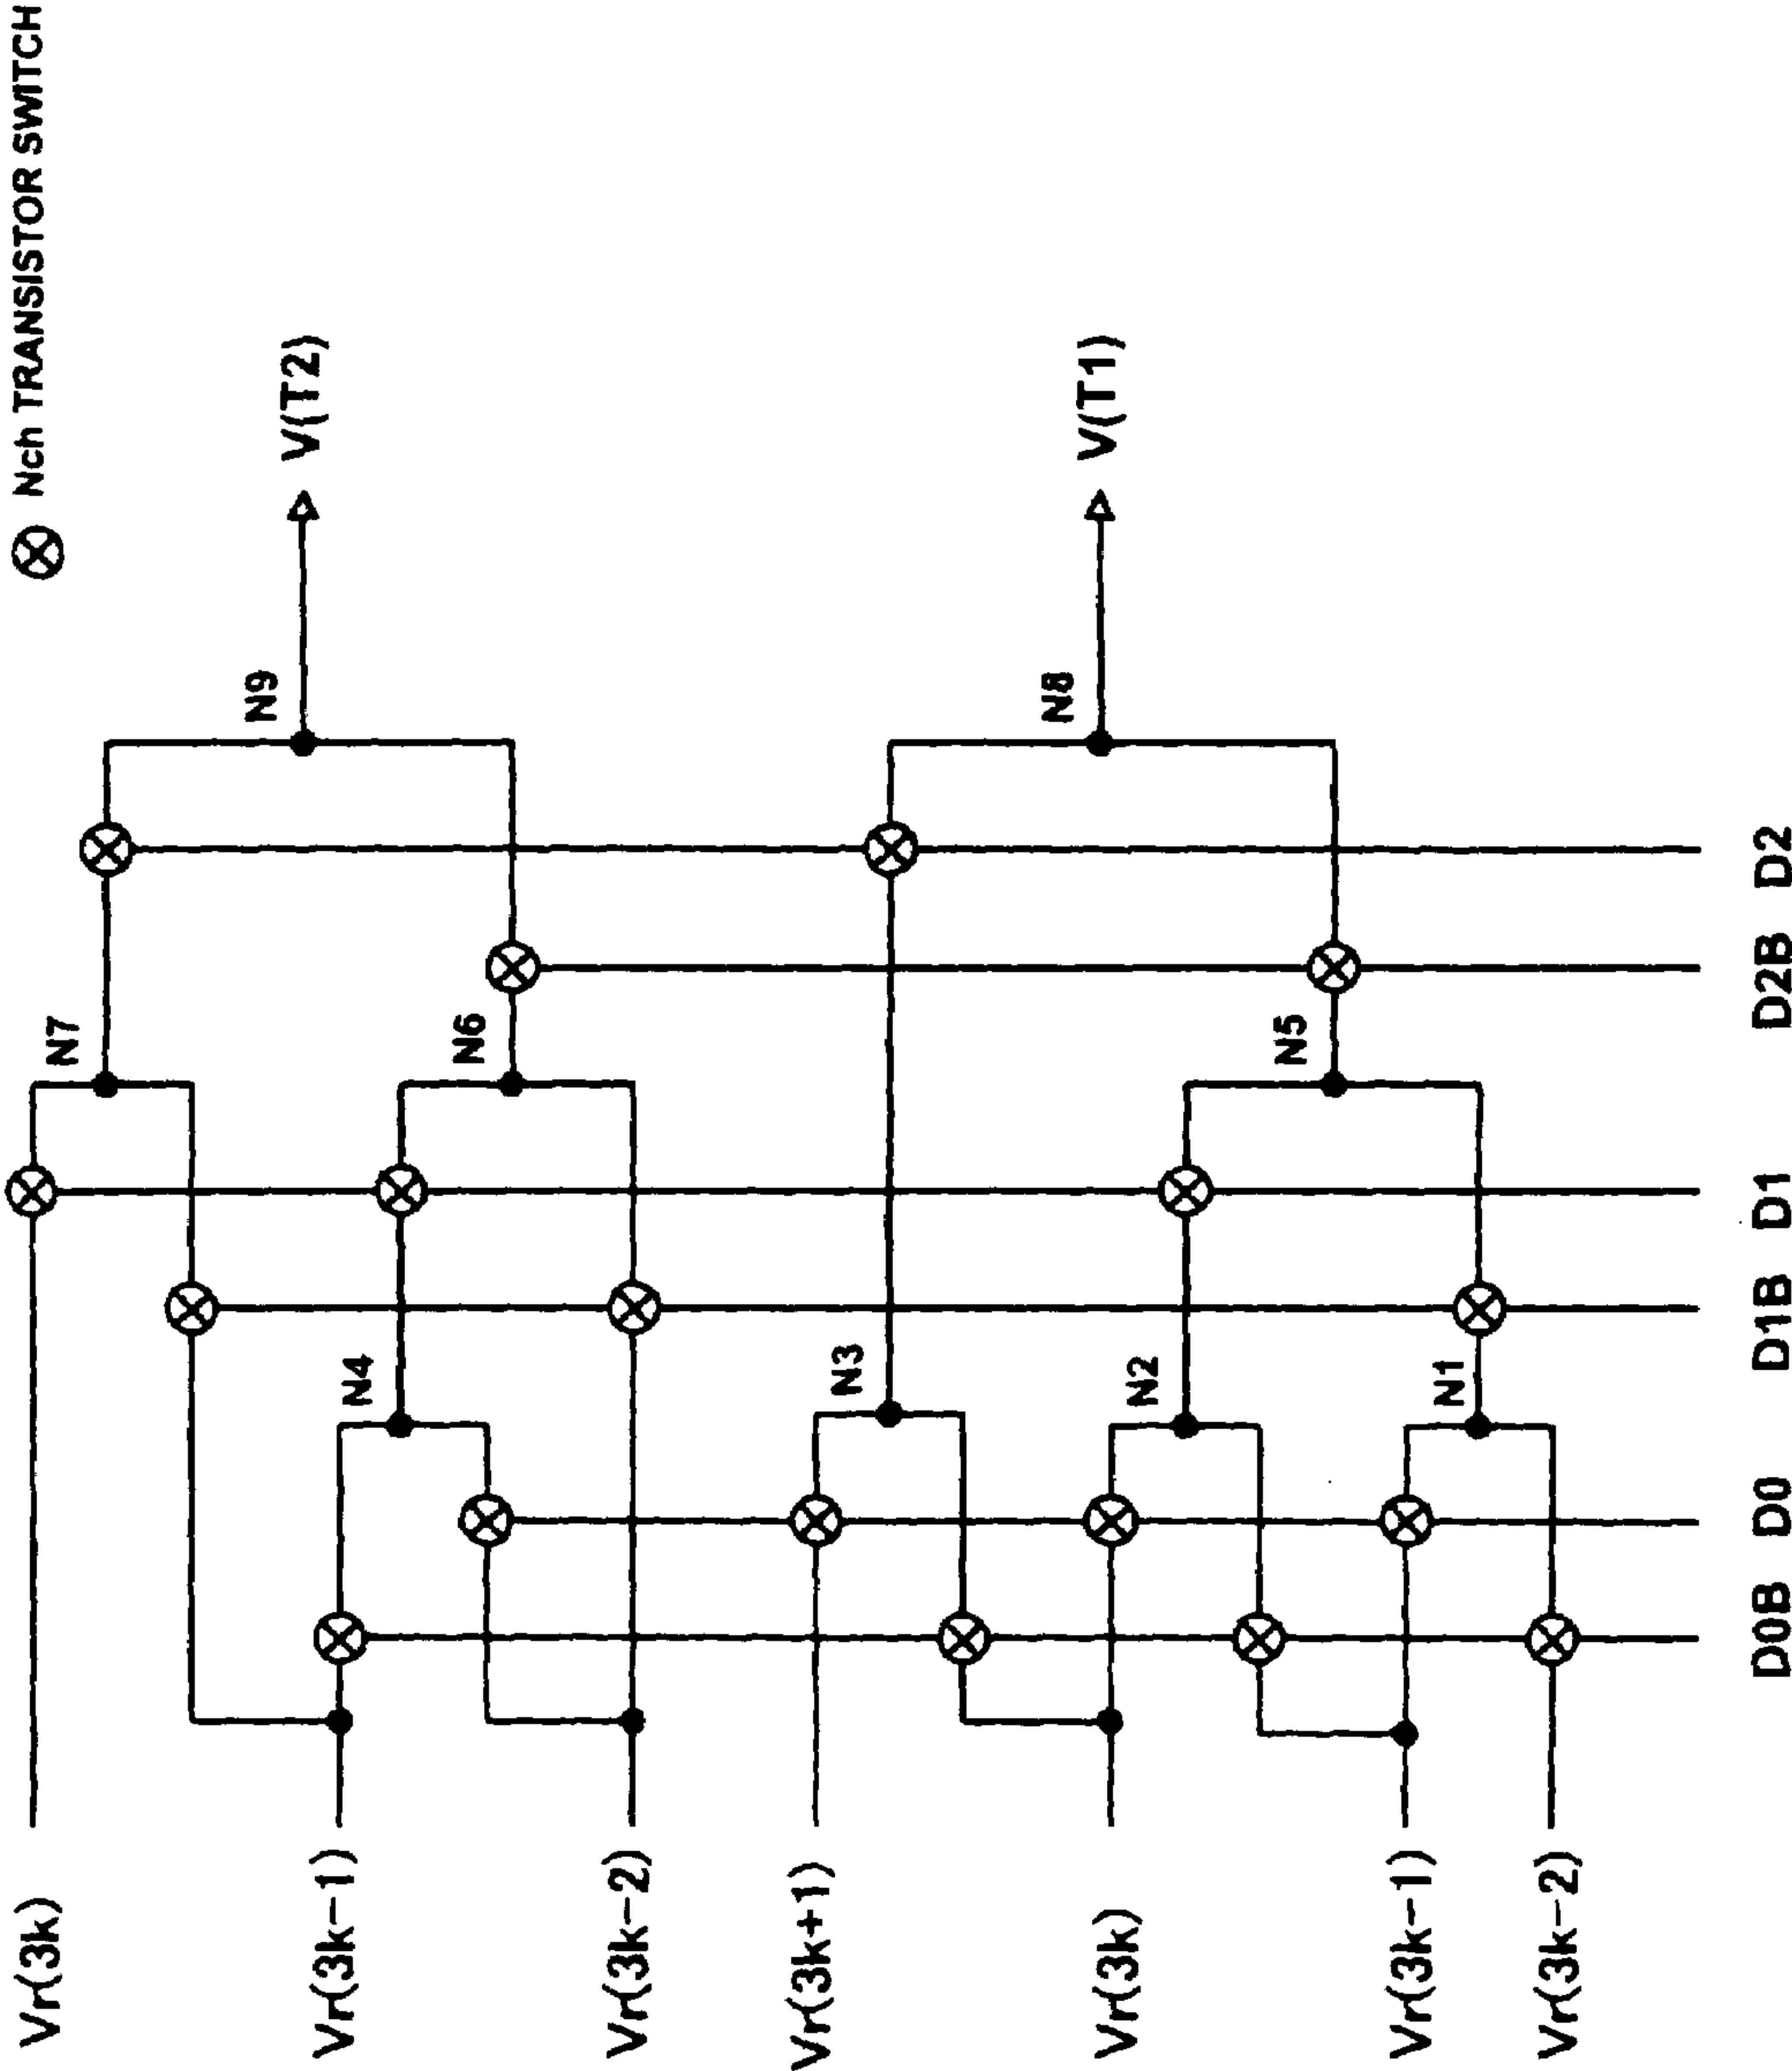 ⊗ Nch TRANSISTOR SWITCH
Vr(3k)
Vr(3k−1)
Vr(3k−2)
Vr(3k+1)
Vr(3k)
Vr(3k−1)
Vr(3k−2)
N7
N4
N6
N9
V(T2)
N3
N2
N1
N5
N8
V(T1)
D0B D0 D1B D1 D2B D2